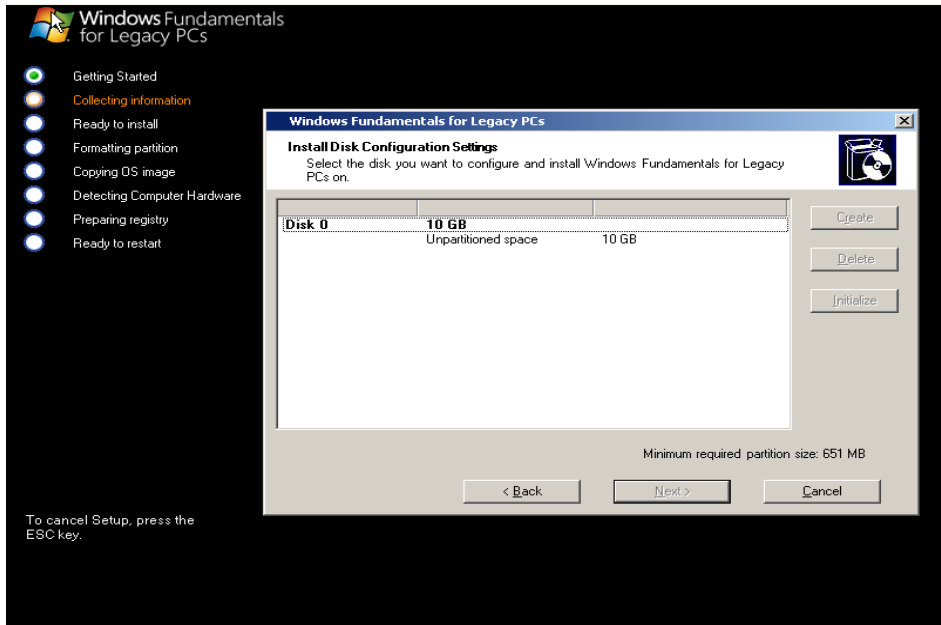 Windows Fundamentals
for Legacy PCs
Getting Started
Collecting information
Ready to install
Formatting partition
Copying OS image
Detecting Computer Hardware
Preparing registry
Ready to restart
To cancel Setup, press the
ESC key.
Windows Fundamentals for Legacy PCs
Install Disk Configuration Settings
Select the disk you want to configure and install Windows Fundamentals for Legacy
PCs on.
Disk 0 10 GB
Unpartitioned space 10 GB
Create
Delete
Initialize
Minimum required partition size: 651 MB
< Back Next > Cancel